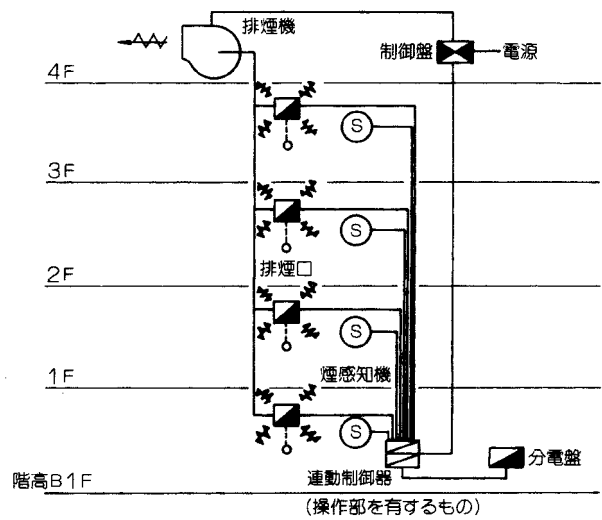 排煙機
制御盤
電源
4F
S
3F
S
排煙口
2F
S
煙感知機
1F
S
分電盤
連動制御器
階高B1F
(操作部を有するもの)